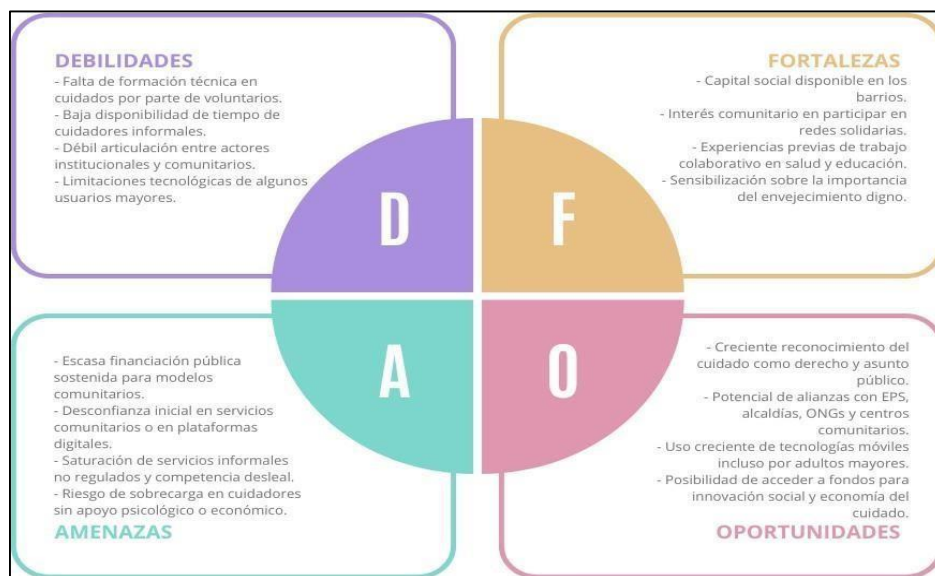 DEBILIDADES
- Falta de formación técnica en
cuidados por parte de voluntarios.
- Baja disponibilidad de tiempo de
cuidadores informales.
- Débil articulación entre actores
institucionales y comunitarios.
- Limitaciones tecnológicas de algunos
usuarios mayores.
FORTALEZAS
- Capital social disponible en los
barrios.
- Interés comunitario en participar en
redes solidarias.
- Experiencias previas de trabajo
colaborativo en salud y educación.
- Sensibilización sobre la importancia
del envejecimiento digno.
D
F
A
O
- Escasa financiación pública
sostenida para modelos
comunitarios.
- Desconfianza inicial en servicios
comunitarios o en plataformas
digitales.
- Saturación de servicios informales
no regulados y competencia desleal.
- Riesgo de sobrecarga en cuidadores
sin apoyo psicológico o económico.
AMENAZAS
- Creciente reconocimiento del
cuidado como derecho y asunto
público.
- Potencial de alianzas con EPS,
alcaldías, ONGs y centros
comunitarios.
- Uso creciente de tecnologías móviles
incluso por adultos mayores.
- Posibilidad de acceder a fondos para
innovación social y economía del
cuidado.
OPORTUNIDADES